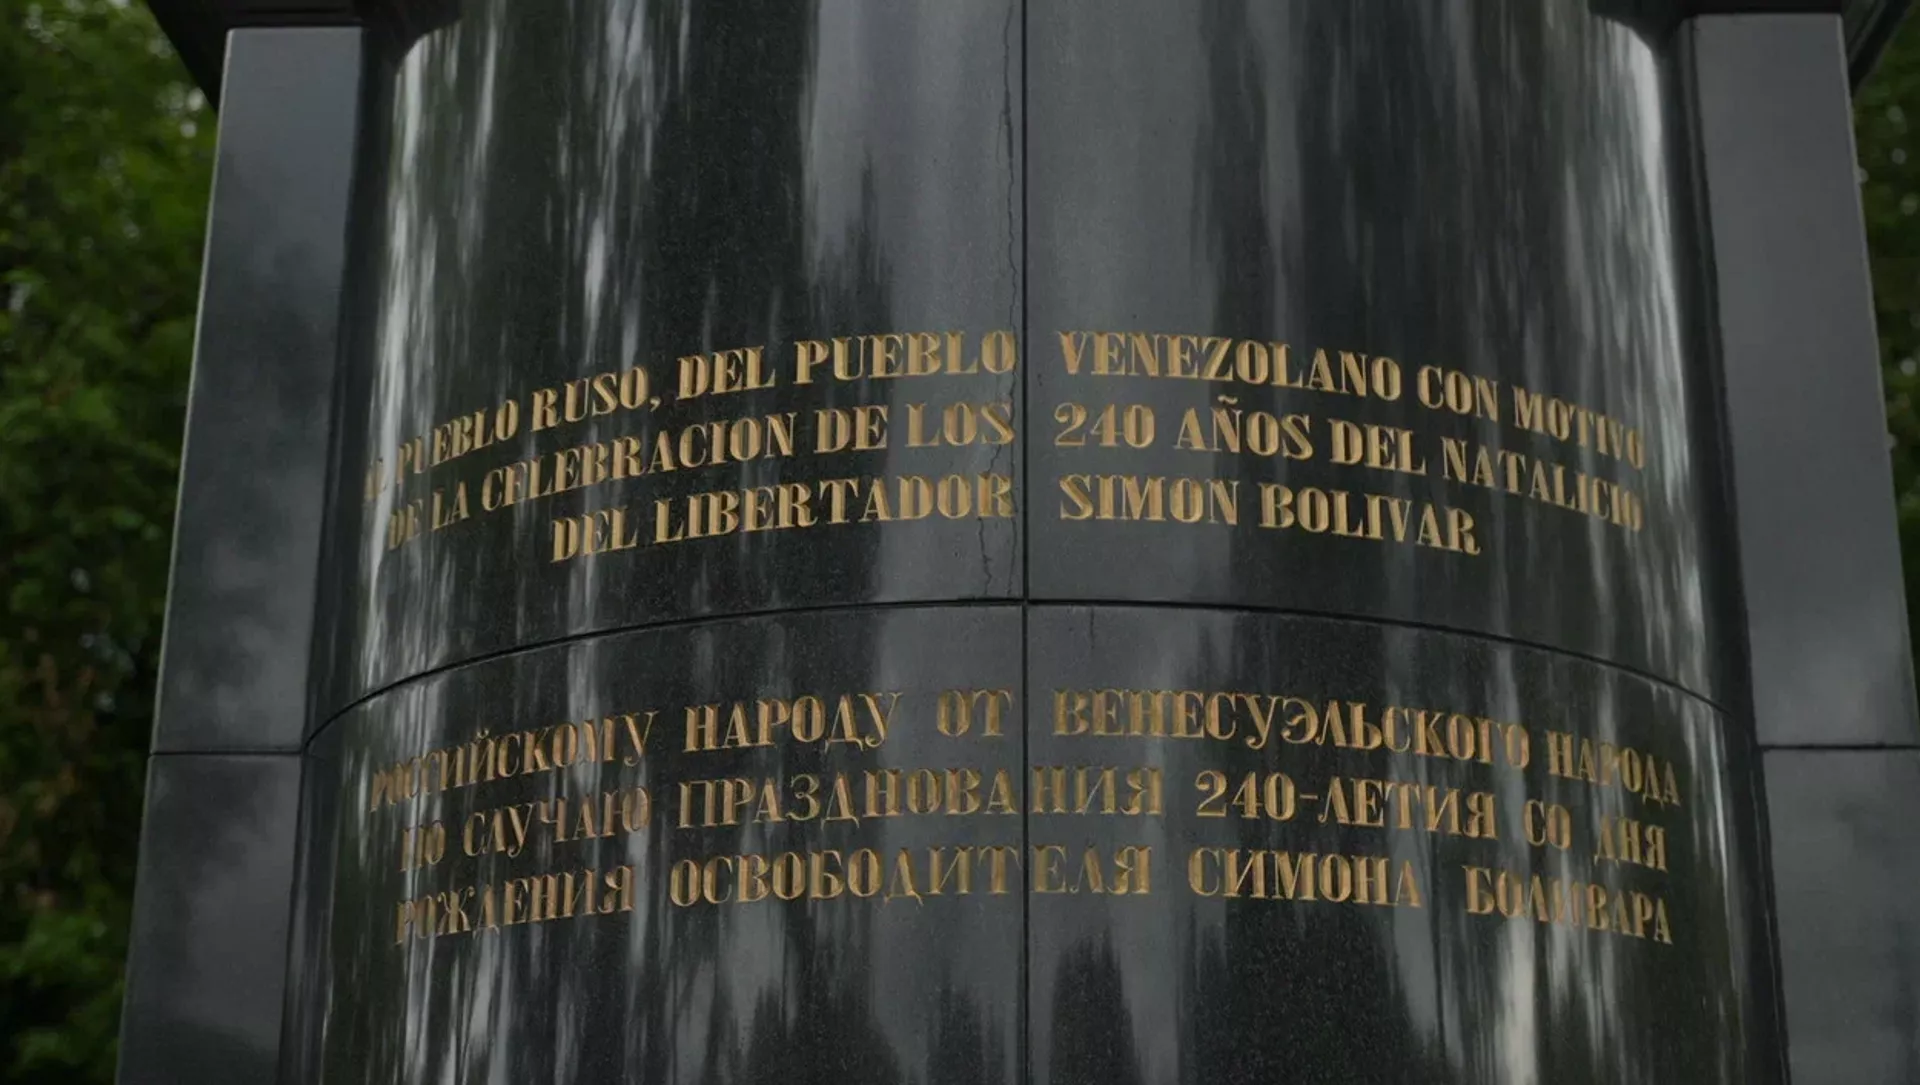 AL PUEBLO RUSO, DEL PUEBLO VENEZOLANO CON MOTIVO
DE LA CELEBRACION DE LOS 240 AÑOS DEL NATALICIO
DEL LIBERTADOR SIMON BOLIVAR
РОССИЙСКОМУ НАРОДУ ОТ ВЕНЕСУЭЛЬСКОГО НАРОДА
ПО СЛУЧАЮ ПРАЗДНОВАНИЯ 240-ЛЕТИЯ СО ДНЯ
РОЖДЕНИЯ ОСВОБОДИТЕЛЯ СИМОНА БОЛИВАРА